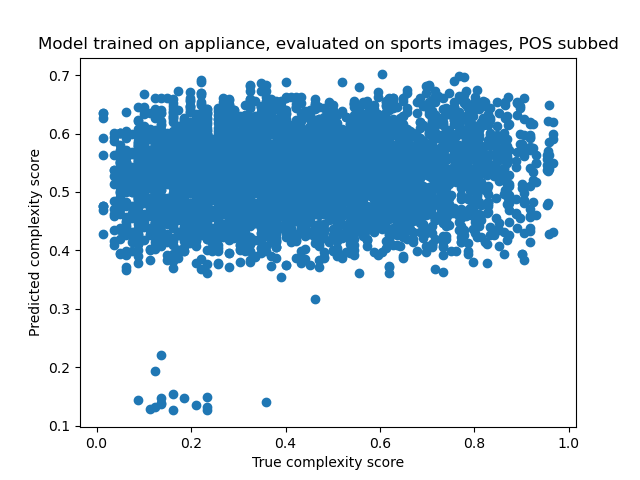 Model trained on appliance, evaluated on sports images, POS subbed
0.7
0.6
0.5
0.4
0.3
0.2
0.1
Predicted complexity score
0.0 0.2 0.4 0.6 0.8 1.0
True complexity score